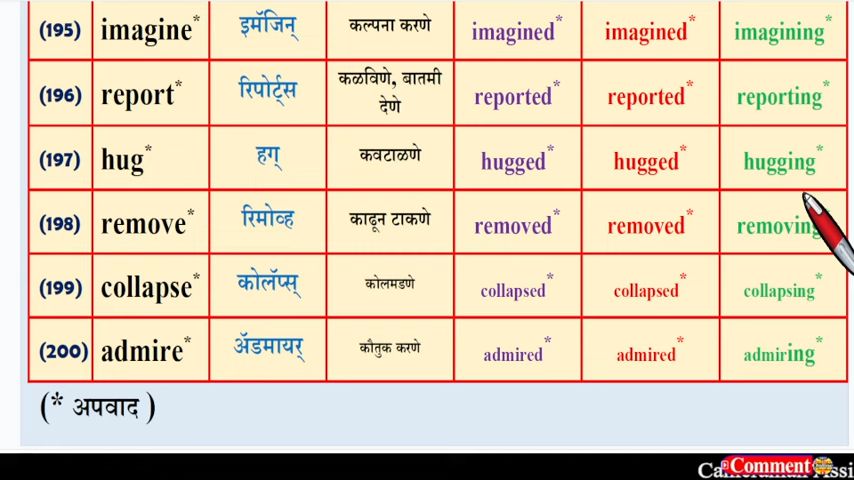 (195) imagine* इमॅजिन् कल्पना करणे imagined* imagined* imagining*
(196) report* रिपोर्ट्स कळविणे, बातमी देणे reported* reported* reporting*
(197) hug* हग् कवटाळणे hugged* hugged* hugging*
(198) remove* रिमोव्ह काढून टाकणे removed* removed* removing
(199) collapse* कोलॅप्स् कोलमडणे collapsed* collapsed* collapsing*
(200) admire* ॲडमायर् कौतुक करणे admired* admired* admiring*
(* अपवाद )
Comment